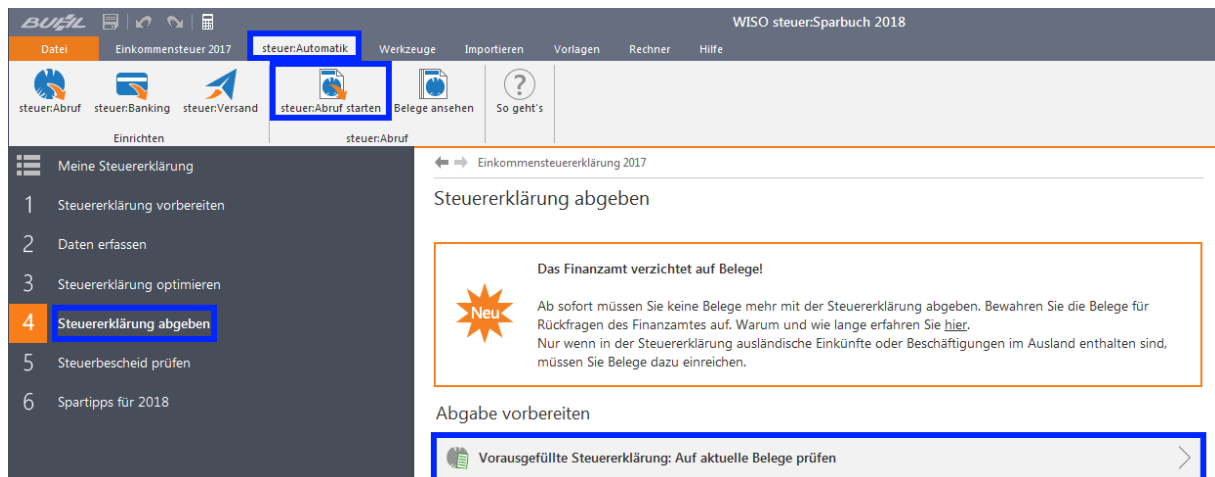 BUHL
WISO steuer:Sparbuch 2018
Datei Einkommensteuer 2017 steuer:Automatik Werkzeuge Importieren Vorlagen Rechner Hilfe
steuer:Abruf steuer:Banking steuer:Versand steuer:Abruf starten Belege ansehen So geht's
Einrichten steuer:Abruf
Meine Steuererklärung
1 Steuererklärung vorbereiten
2 Daten erfassen
3 Steuererklärung optimieren
4 Steuererklärung abgeben
5 Steuerbescheid prüfen
6 Spartipps für 2018
Einkommensteuererklärung 2017
Steuererklärung abgeben
Neu
Das Finanzamt verzichtet auf Belege!
Ab sofort müssen Sie keine Belege mehr mit der Steuererklärung abgeben. Bewahren Sie die Belege für
Rückfragen des Finanzamtes auf. Warum und wie lange erfahren Sie hier.
Nur wenn in der Steuererklärung ausländische Einkünfte oder Beschäftigungen im Ausland enthalten sind,
müssen Sie Belege dazu einreichen.
Abgabe vorbereiten
Vorausgefüllte Steuererklärung: Auf aktuelle Belege prüfen